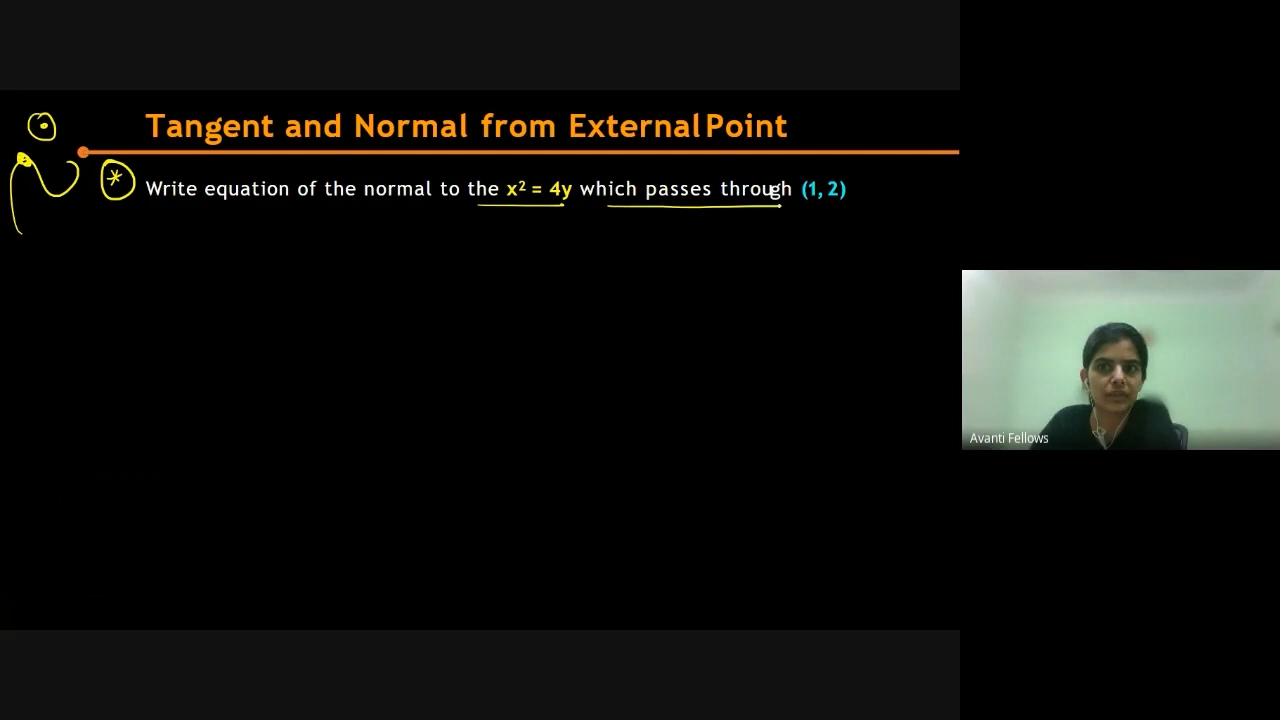 Tangent and Normal from External Point
Write equation of the normal to the x² = 4y which passes through (1, 2)
Avanti Fellows